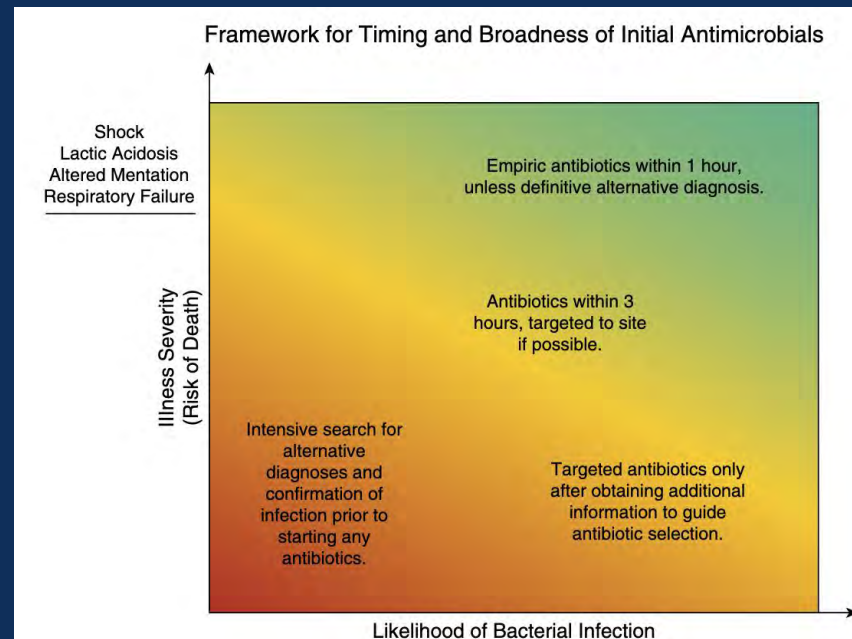 Framework for Timing and Broadness of Initial Antimicrobials
Shock
Lactic Acidosis
Altered Mentation
Respiratory Failure
Illness Severity
(Risk of Death)
Empiric antibiotics within 1 hour,
unless definitive alternative diagnosis.
Antibiotics within 3
hours, targeted to site
if possible.
Intensive search for
alternative
diagnoses and
confirmation of
infection prior to
starting any
antibiotics.
Targeted antibiotics only
after obtaining additional
information to guide
antibiotic selection.
Likelihood of Bacterial Infection